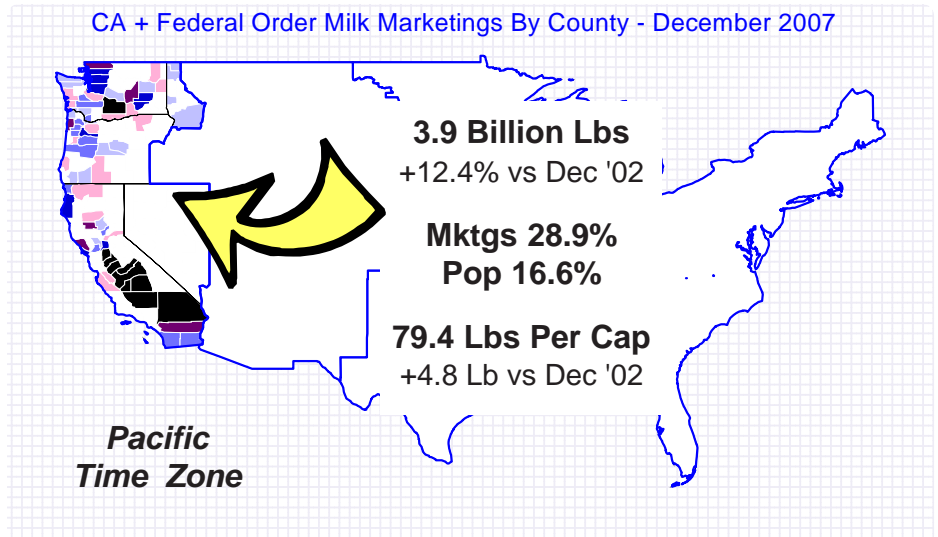 CA + Federal Order Milk Marketings By County - December 2007
3.9 Billion Lbs
+12.4% vs Dec '02
Mktgs 28.9%
Pop 16.6%
79.4 Lbs Per Cap
+4.8 Lb vs Dec '02
Pacific
Time Zone